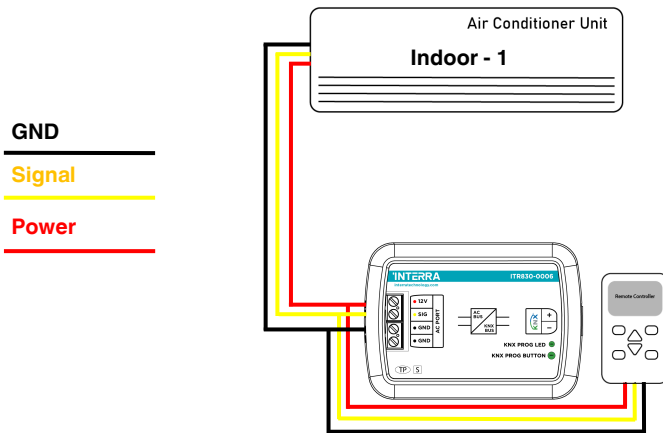 Air Conditioner Unit
Indoor - 1
GND
Signal
Power
INTERRA
interratechnology.com
ITR830-0006
12V
SIG
GND
GND
AC PORT
AC
BUS
KNX
BUS
KNX
+
−
KNX PROG LED
KNX PROG BUTTON
TP S
Remote Controller